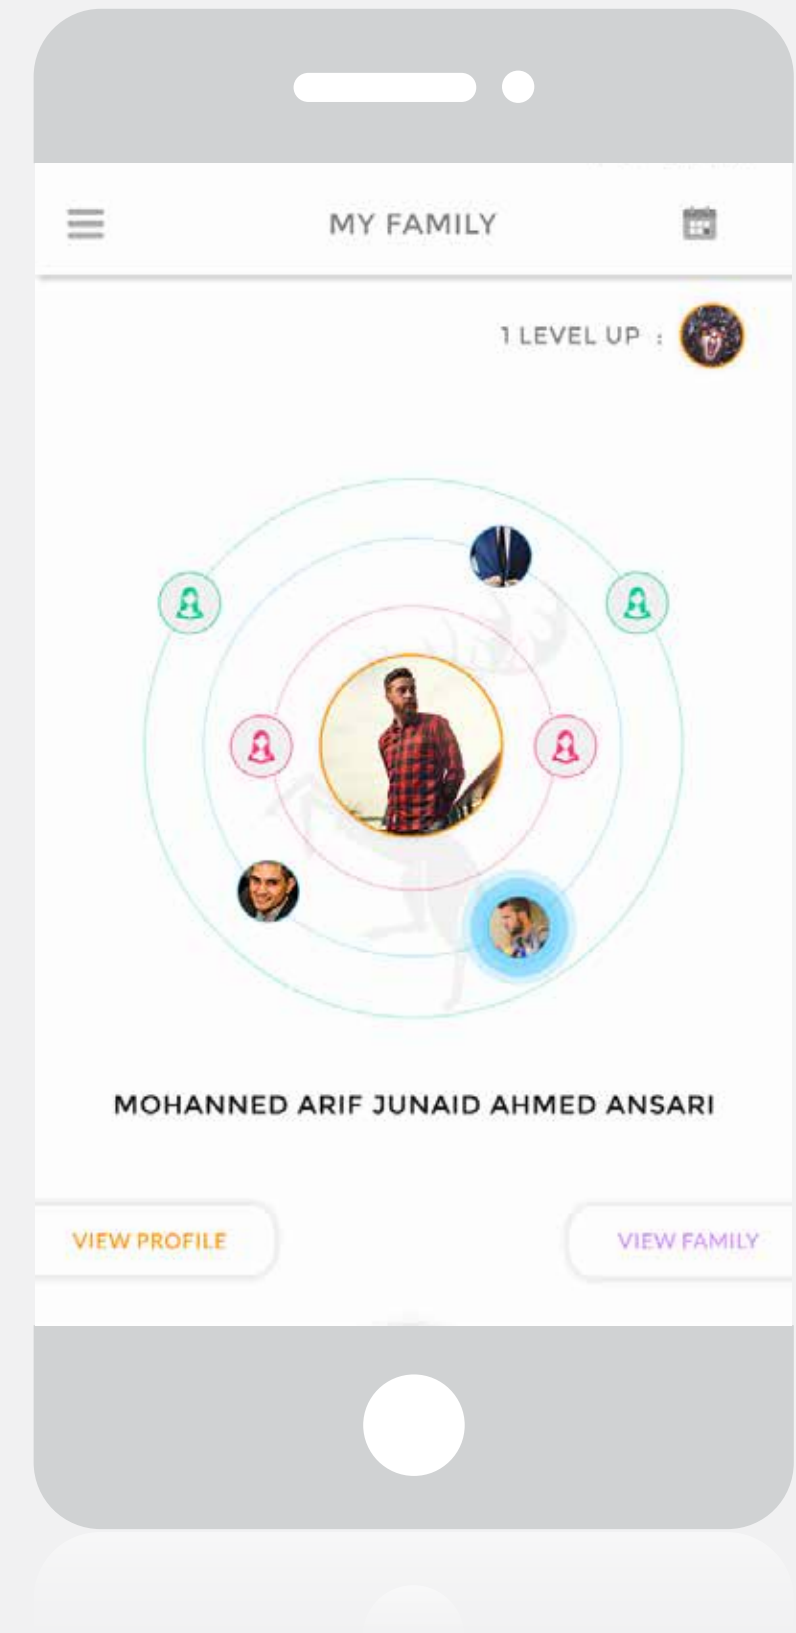 MY FAMILY
1 LEVEL UP :
MOHANNED ARIF JUNAID AHMED ANSARI
VIEW PROFILE
VIEW FAMILY